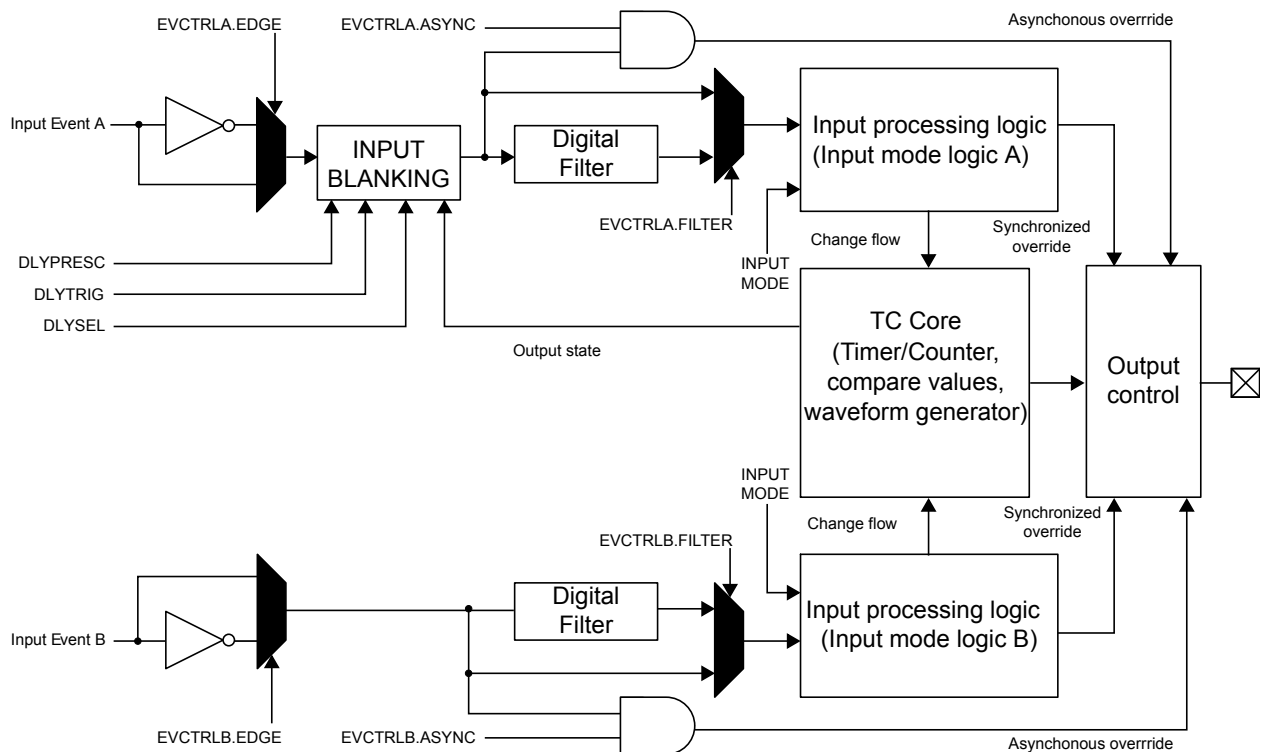 EVCTRLA.EDGE
EVCTRLA.ASYNC
Asynchonous overrride
Input Event A
INPUT
BLANKING
Digital
Filter
Input processing logic
(Input mode logic A)
EVCTRLA.FILTER
DLYPRESC
DLYTRIG
DLYSEL
Output state
INPUT
MODE
Change flow
Synchronized
override
TC Core
(Timer/Counter,
compare values,
waveform generator)
Output
control
INPUT
MODE
Change flow
Synchronized
override
EVCTRLB.FILTER
Input Event B
Digital
Filter
Input processing logic
(Input mode logic B)
EVCTRLB.EDGE
EVCTRLB.ASYNC
Asynchonous overrride